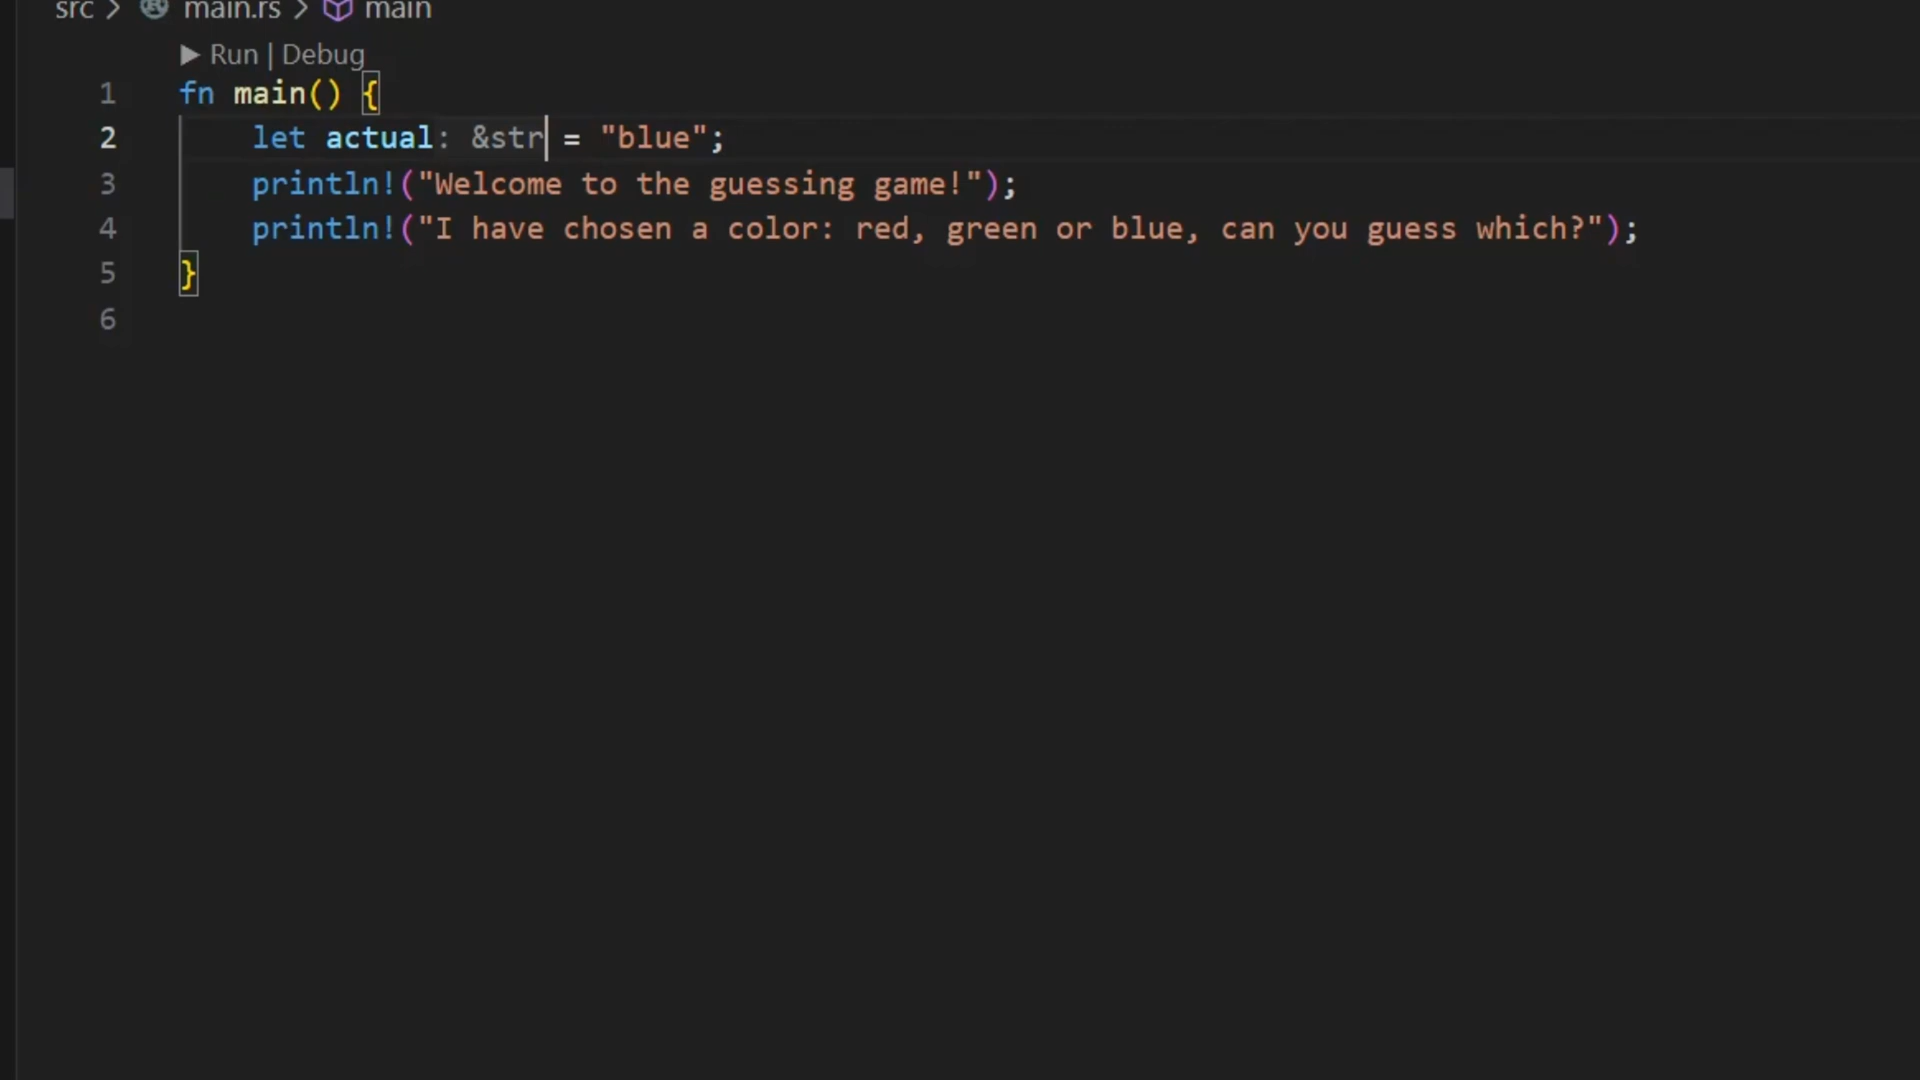 src > main.rs > main
▶ Run | Debug
1 fn main() {
2     let actual: &str = "blue";
3     println!("Welcome to the guessing game!");
4     println!("I have chosen a color: red, green or blue, can you guess which?");
5 }
6